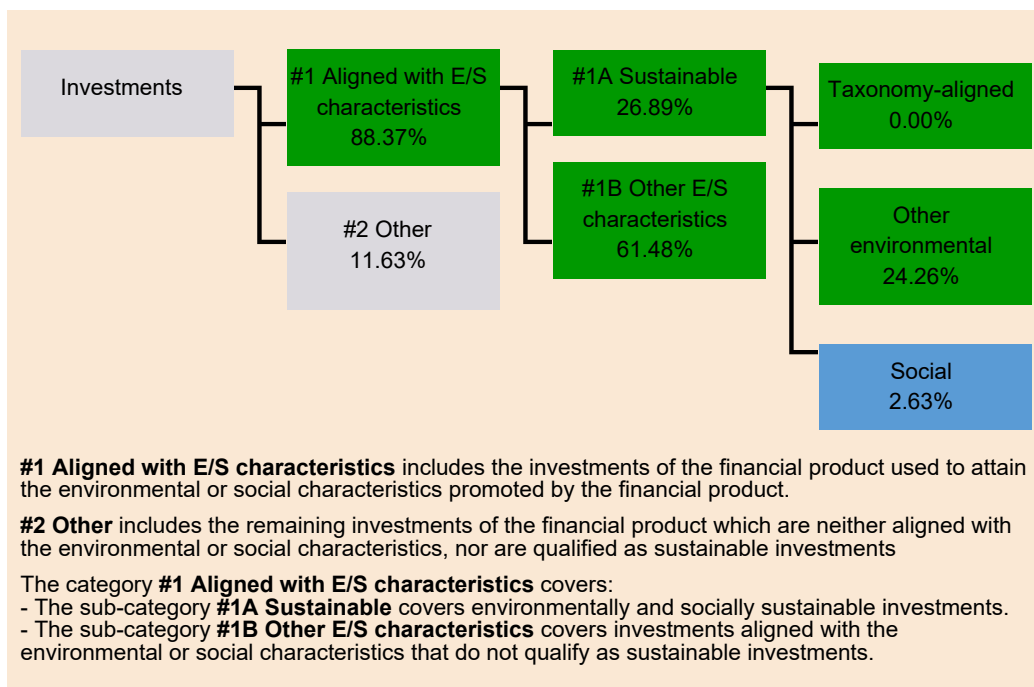 Investments
#1 Aligned with E/S
characteristics
88.37%
#2 Other
11.63%
#1A Sustainable
26.89%
#1B Other E/S
characteristics
61.48%
Taxonomy-aligned
0.00%
Other
environmental
24.26%
Social
2.63%
#1 Aligned with E/S characteristics includes the investments of the financial product used to attain
the environmental or social characteristics promoted by the financial product.
#2 Other includes the remaining investments of the financial product which are neither aligned with
the environmental or social characteristics, nor are qualified as sustainable investments
The category #1 Aligned with E/S characteristics covers:
- The sub-category #1A Sustainable covers environmentally and socially sustainable investments.
- The sub-category #1B Other E/S characteristics covers investments aligned with the
environmental or social characteristics that do not qualify as sustainable investments.